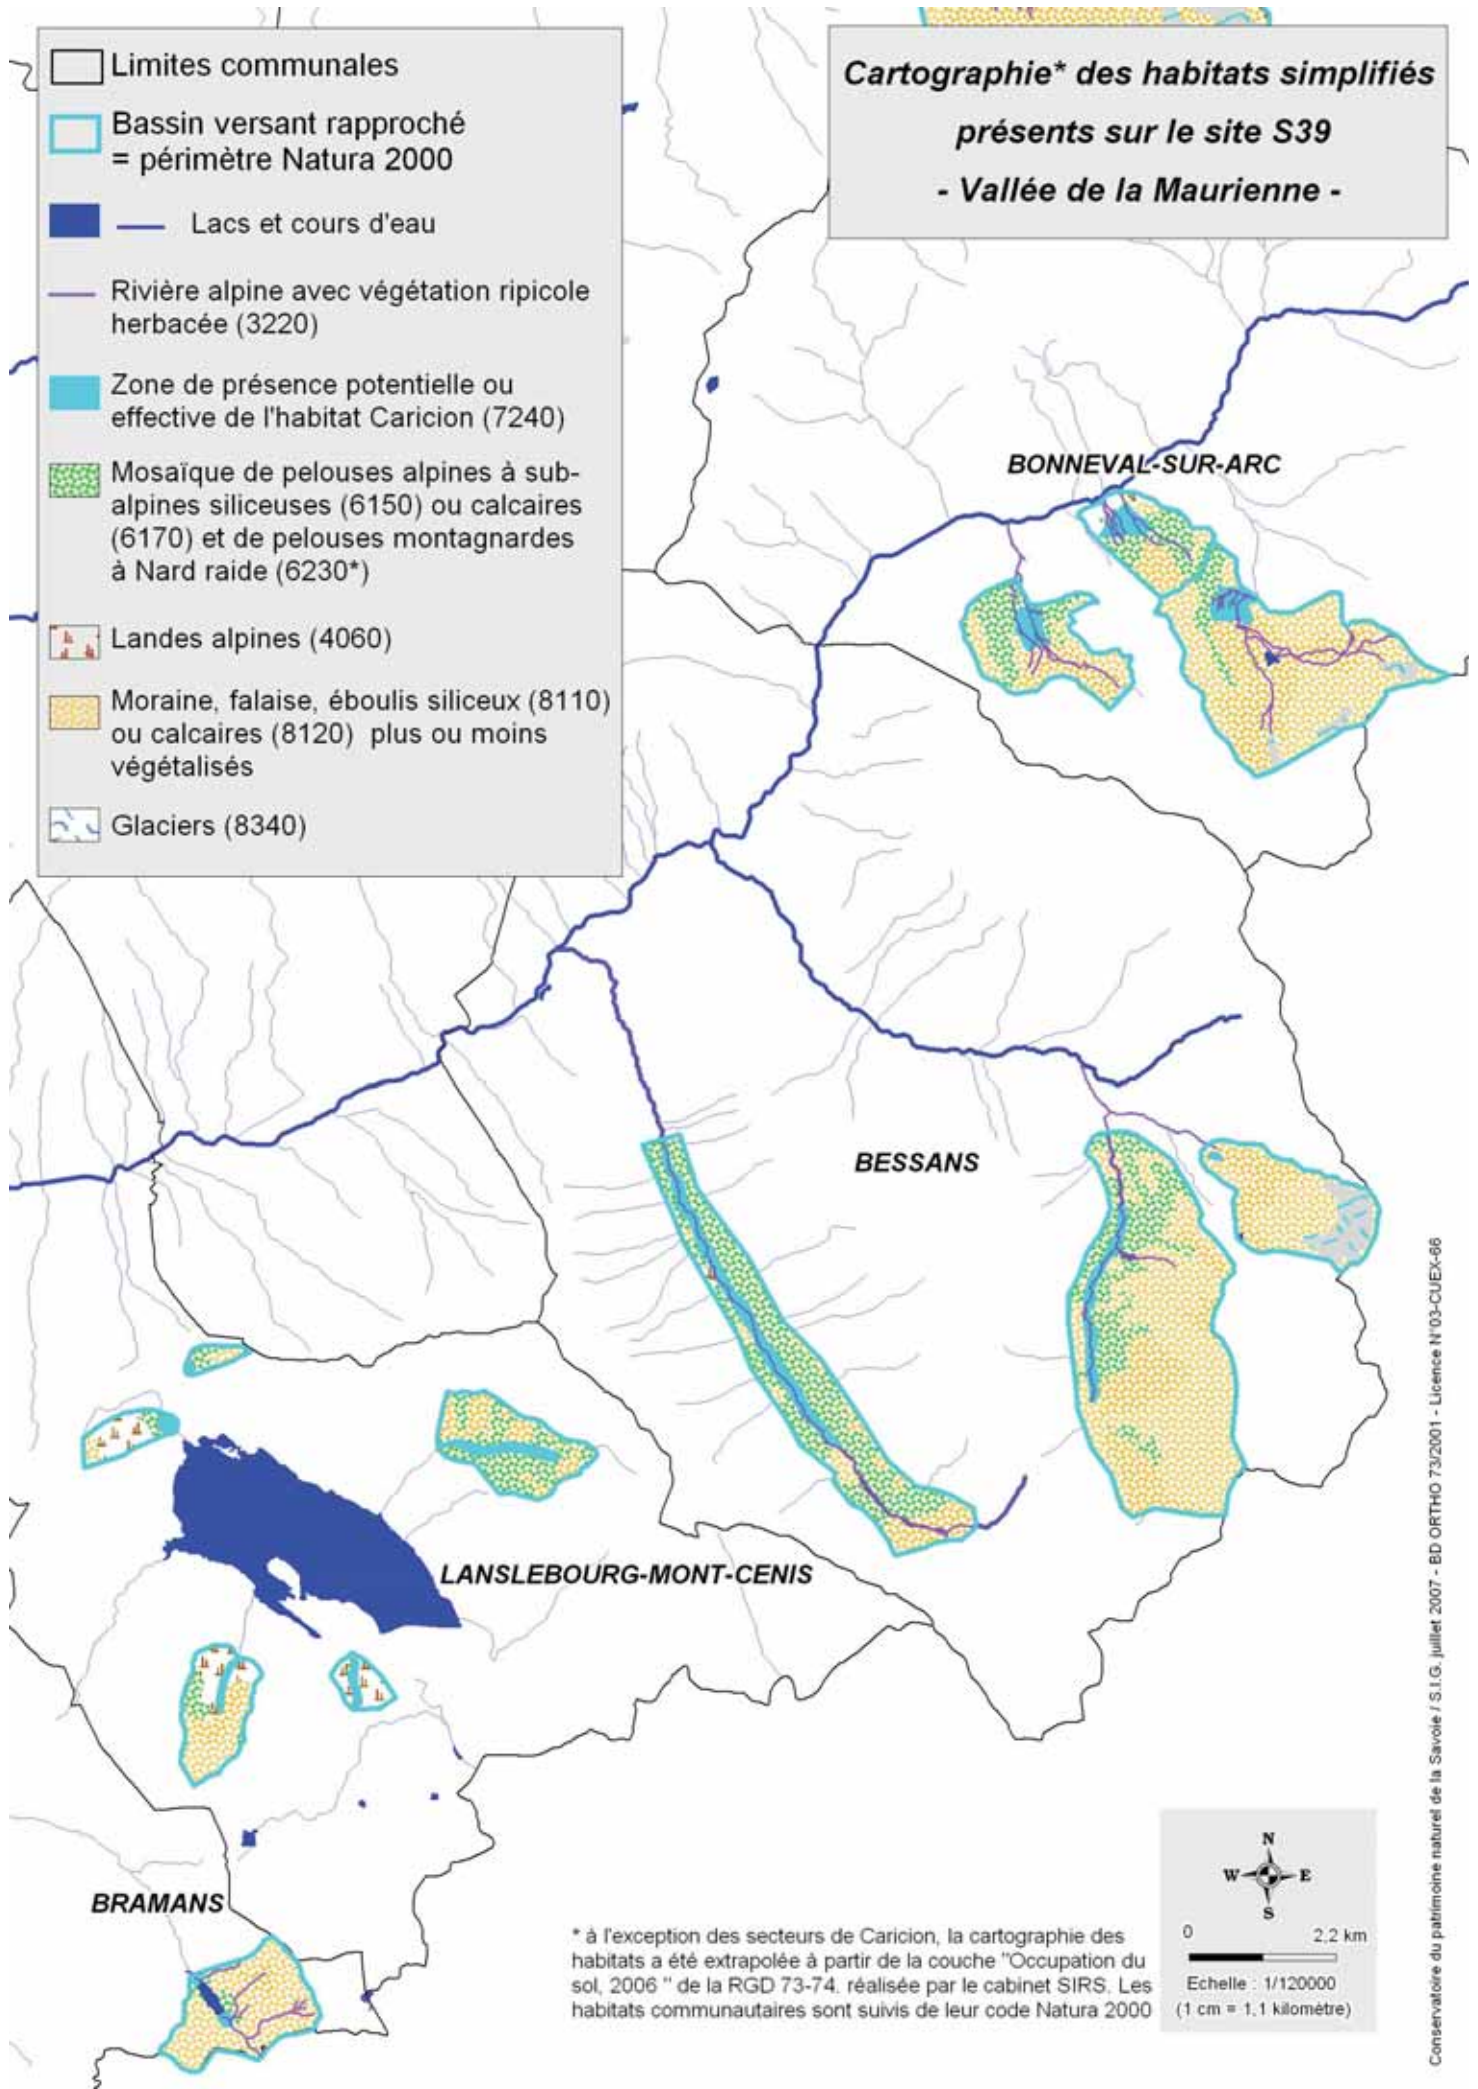 Limites communales
Bassin versant rapproché
= périmètre Natura 2000
Lacs et cours d'eau
Rivière alpine avec végétation ripicole
herbacée (3220)
Zone de présence potentielle ou
effective de l'habitat Caricion (7240)
Mosaïque de pelouses alpines à sub-
alpines siliceuses (6150) ou calcaires
(6170) et de pelouses montagnardes
à Nard raide (6230*)
Landes alpines (4060)
Moraine, falaise, éboulis siliceux (8110)
ou calcaires (8120) plus ou moins
végétalisés
Glaciers (8340)
Cartographie* des habitats simplifiés
présents sur le site S39
- Vallée de la Maurienne -
BONNEVAL-SUR-ARC
BESSANS
LANSLEBOURG-MONT-CENIS
BRAMANS
* à l'exception des secteurs de Caricion, la cartographie des
habitats a été extrapolée à partir de la couche "Occupation du
sol, 2006 " de la RGD 73-74. réalisée par le cabinet SIRS. Les
habitats communautaires sont suivis de leur code Natura 2000
N
W E
S
0 2,2 km
Echelle : 1/120000
(1 cm = 1,1 kilomètre)
Conservatoire du patrimoine naturel de la Savoie / S.I.G. juillet 2007 - BD ORTHO 73/2001 - Licence N°03-CUEX-66